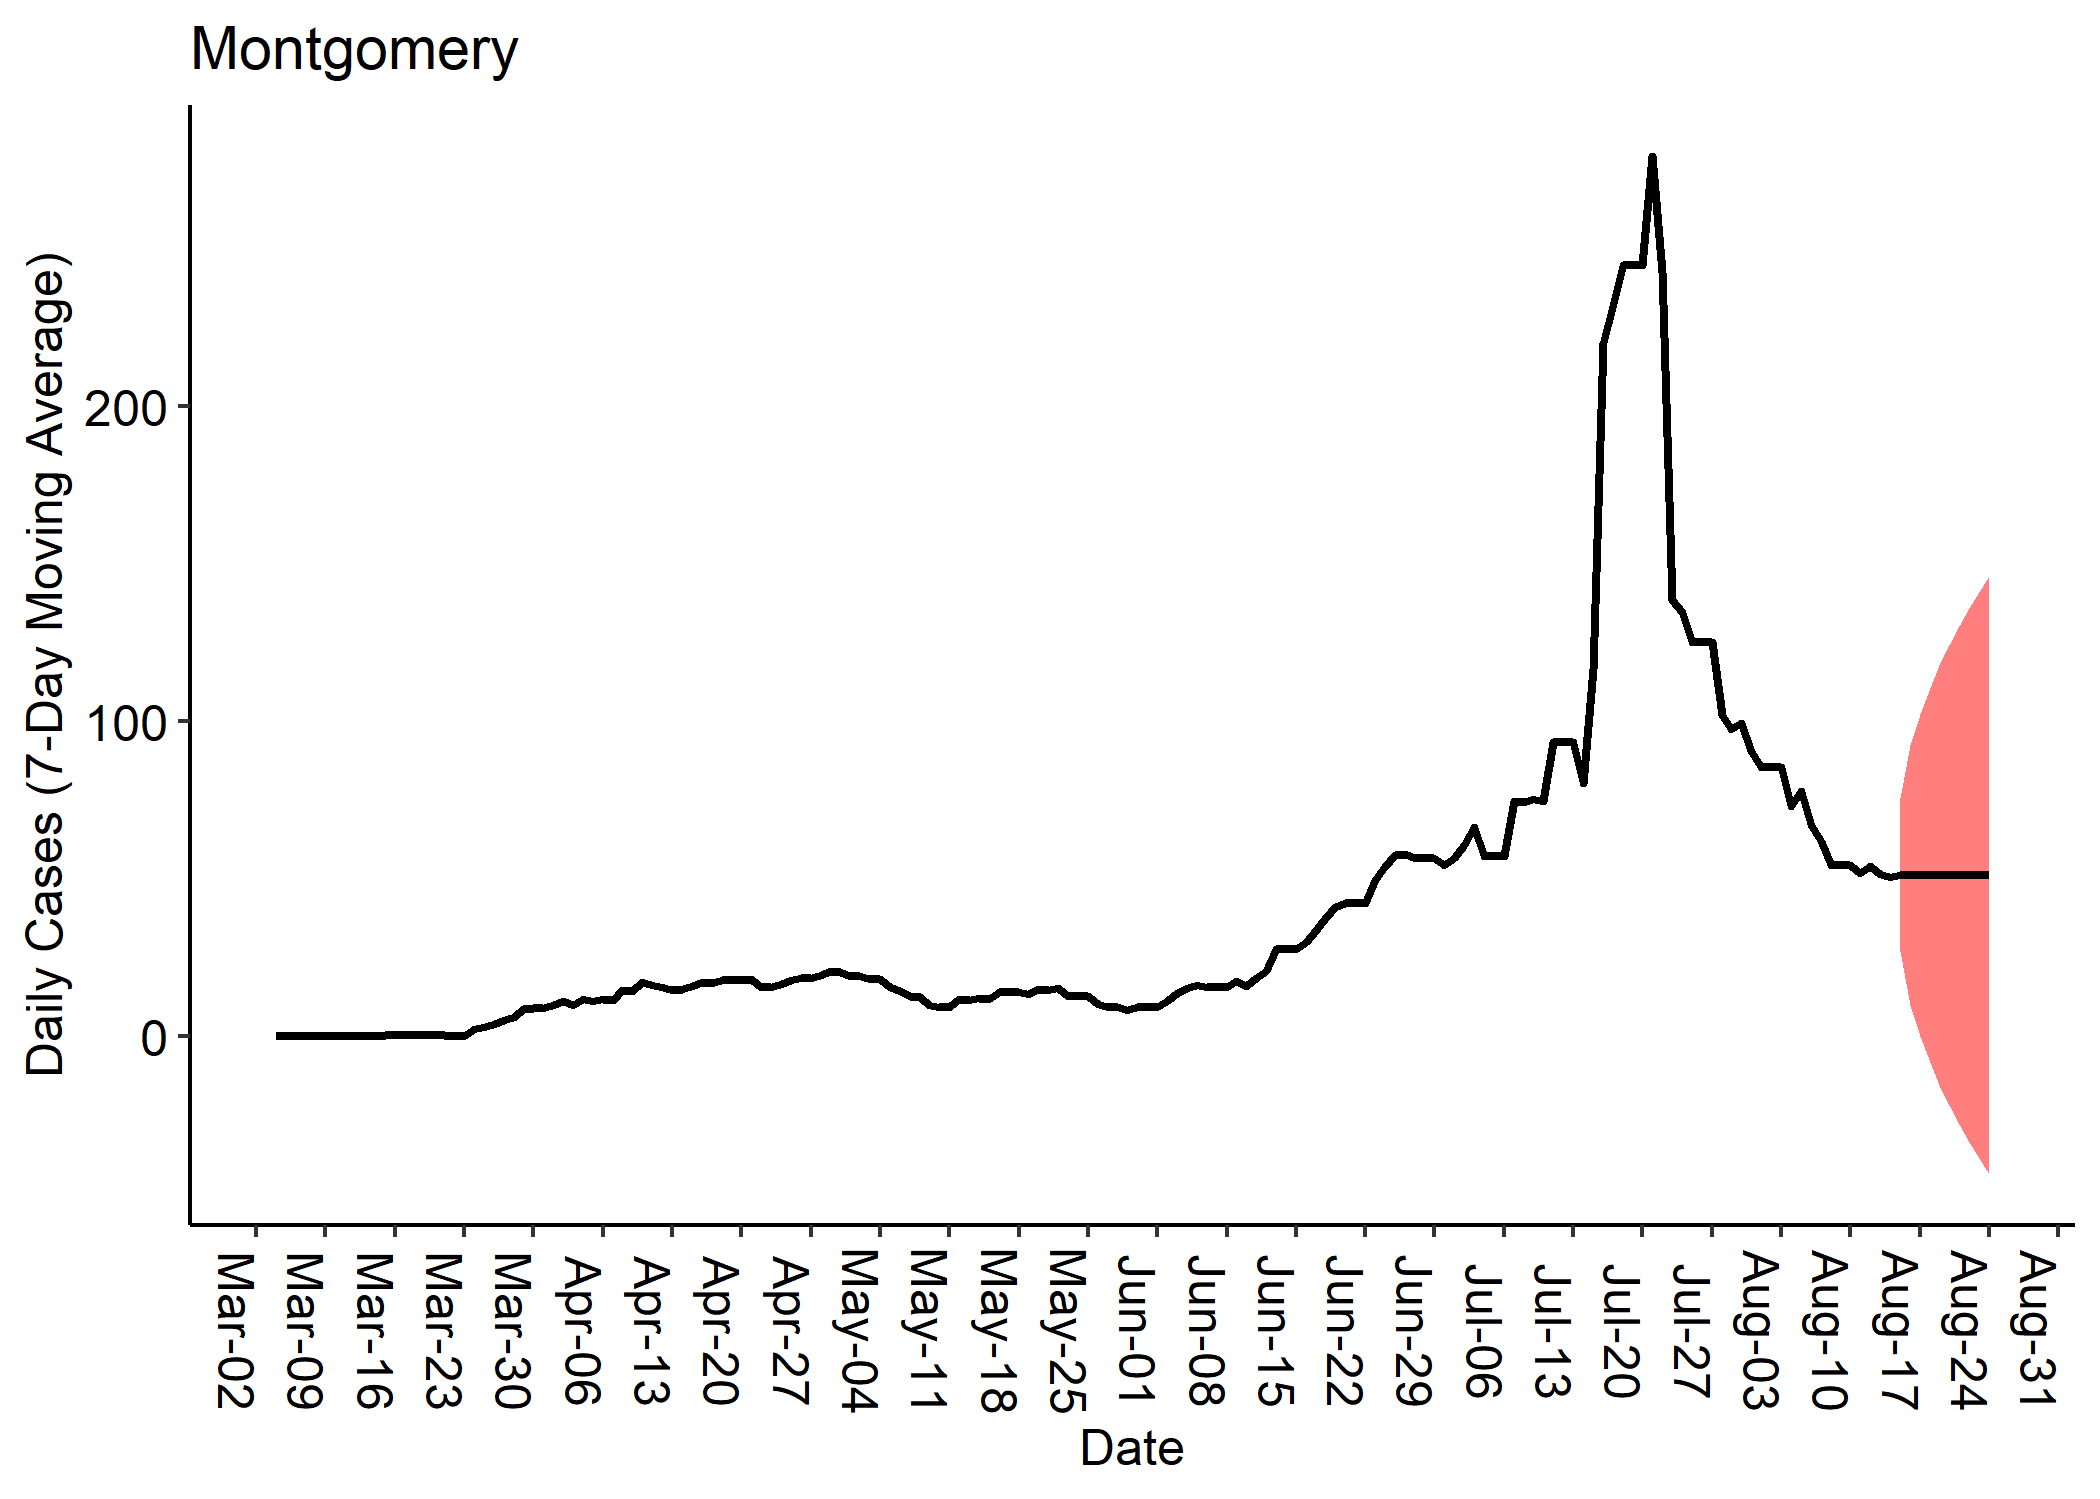 Montgomery
Daily Cases (7-Day Moving Average)
200
100
0
Mar-02
Mar-09
Mar-16
Mar-23
Mar-30
Apr-06
Apr-13
Apr-20
Apr-27
May-04
May-11
May-18
May-25
Jun-01
Jun-08
Jun-15
Jun-22
Jun-29
Jul-06
Jul-13
Jul-20
Jul-27
Aug-03
Aug-10
Aug-17
Aug-24
Aug-31
Date